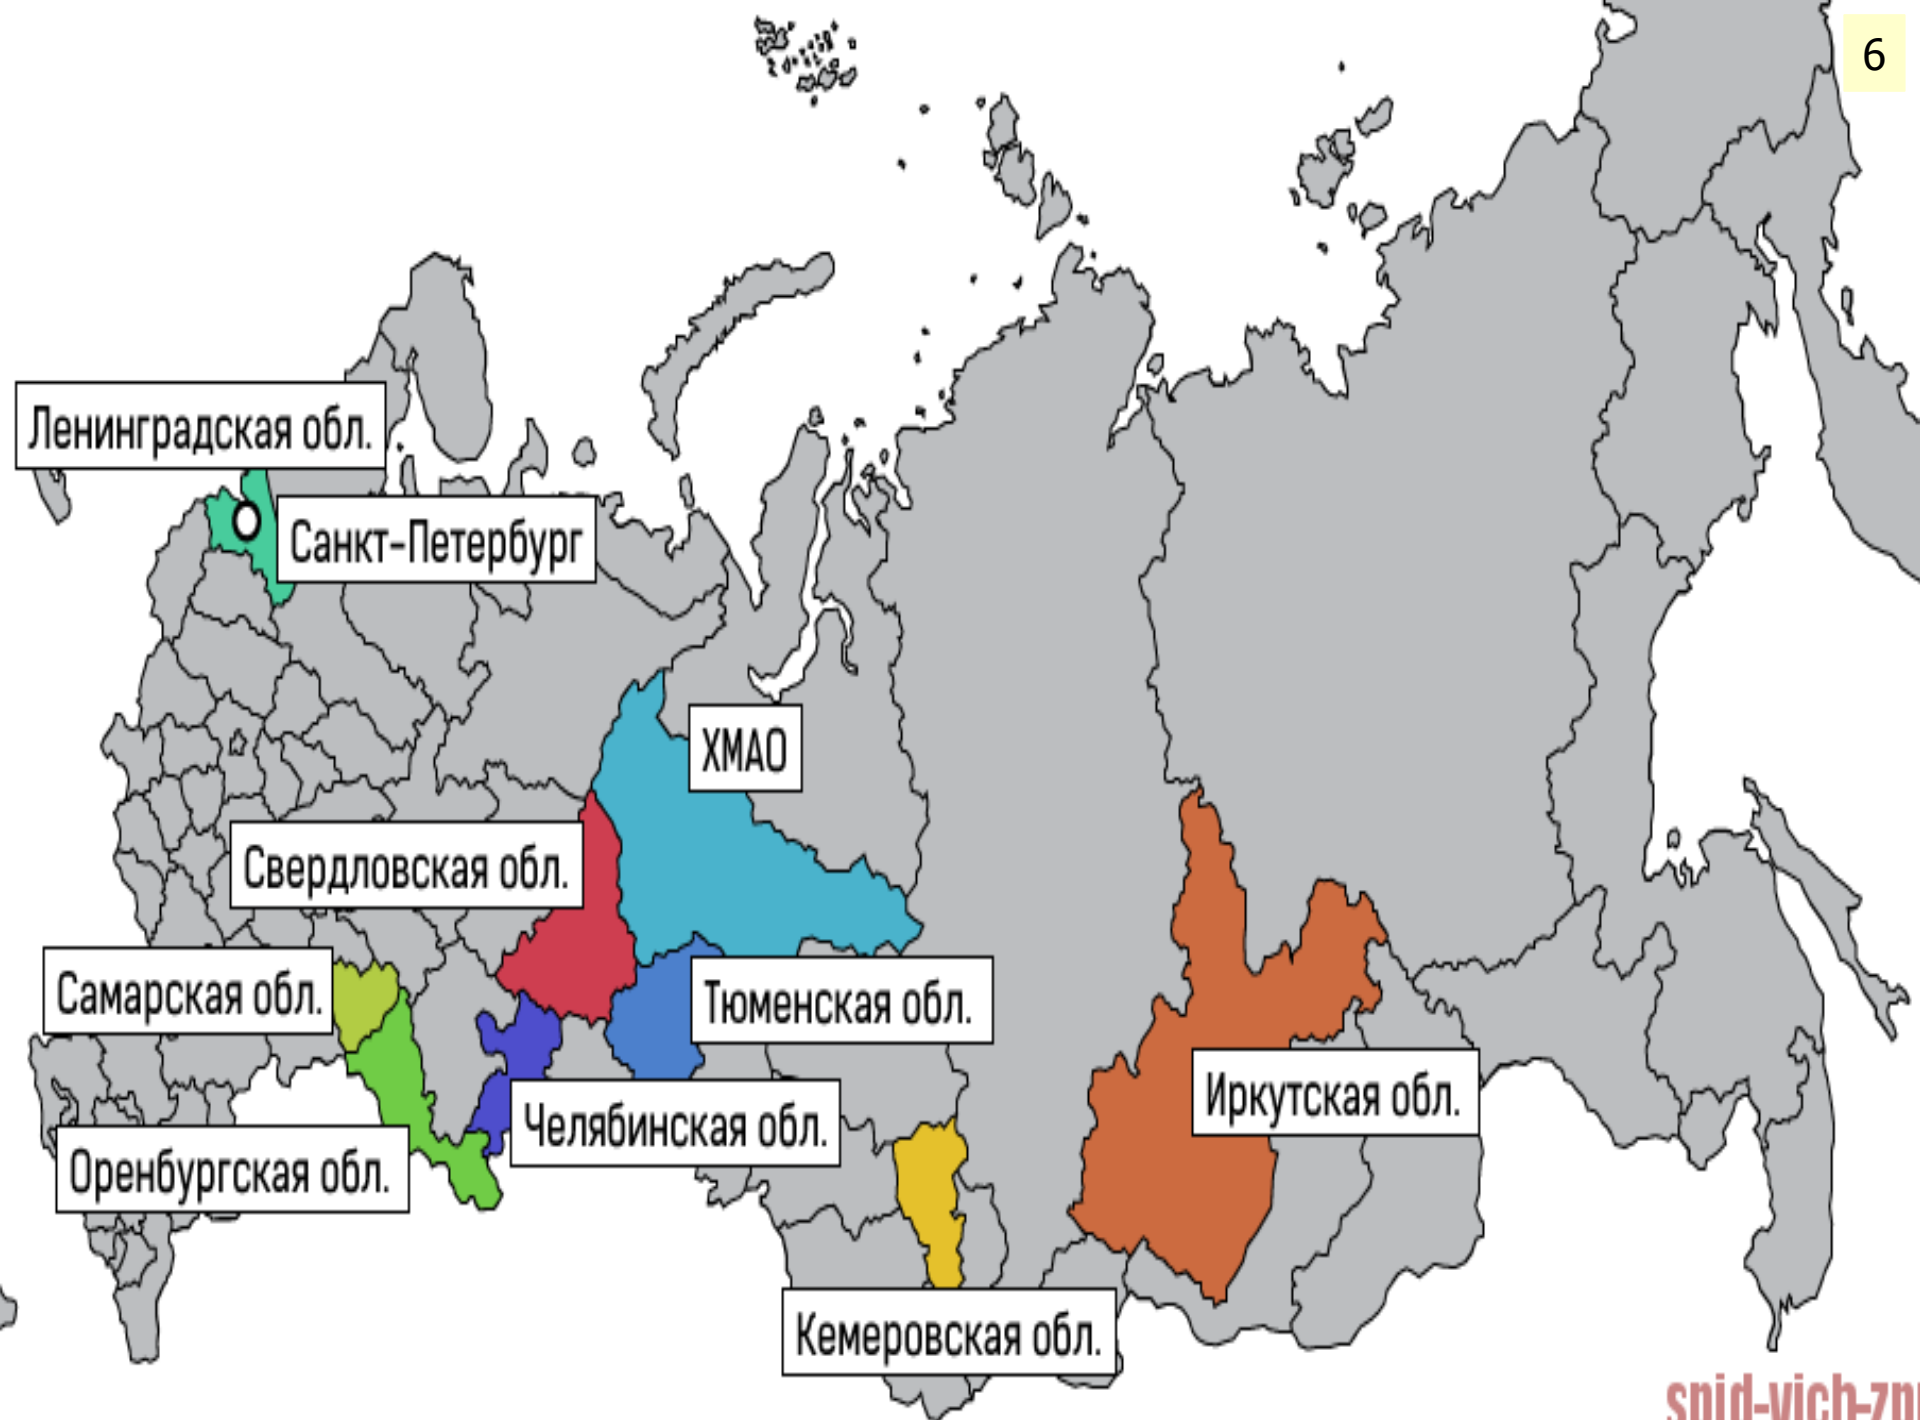 6
Ленинградская обл.
Санкт-Петербург
ХМАО
Свердловская обл.
Самарская обл.
Тюменская обл.
Иркутская обл.
Челябинская обл.
Оренбургская обл.
Кемеровская обл.